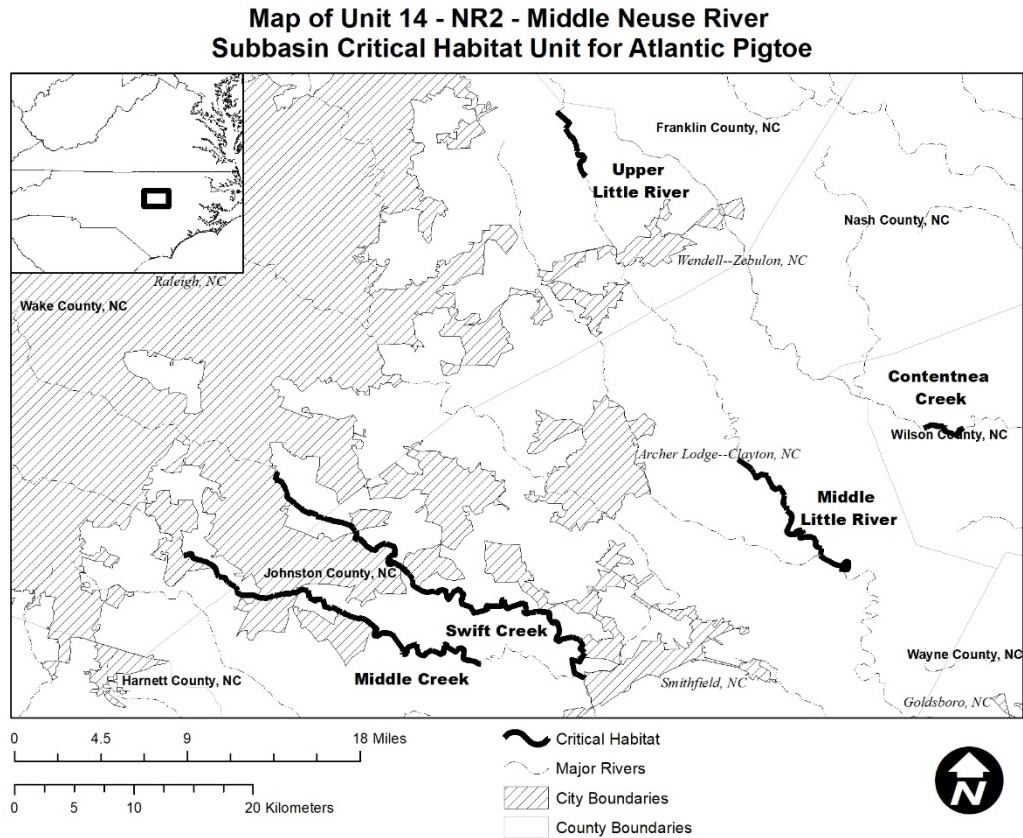 Map of Unit 14 - NR2 - Middle Neuse River
Subbasin Critical Habitat Unit for Atlantic Pigtoe
Franklin County, NC
Upper
Little River
Nash County, NC
Wendell--Zebulon, NC
Raleigh, NC
Wake County, NC
Contentnea
Creek
Wilson County, NC
Archer Lodge--Clayton, NC
Middle
Little River
Johnston County, NC
Swift Creek
Middle Creek
Wayne County, NC
Harnett County, NC
Smithfield, NC
Goldsboro, NC
0 4.5 9 18 Miles
0 5 10 20 Kilometers
Critical Habitat
Major Rivers
City Boundaries
County Boundaries
N